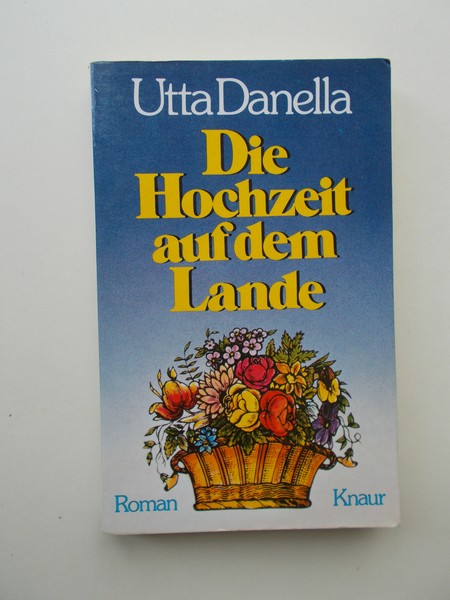 Utta Danella
Die
Hochzeit
auf dem
Lande
Roman Knaur